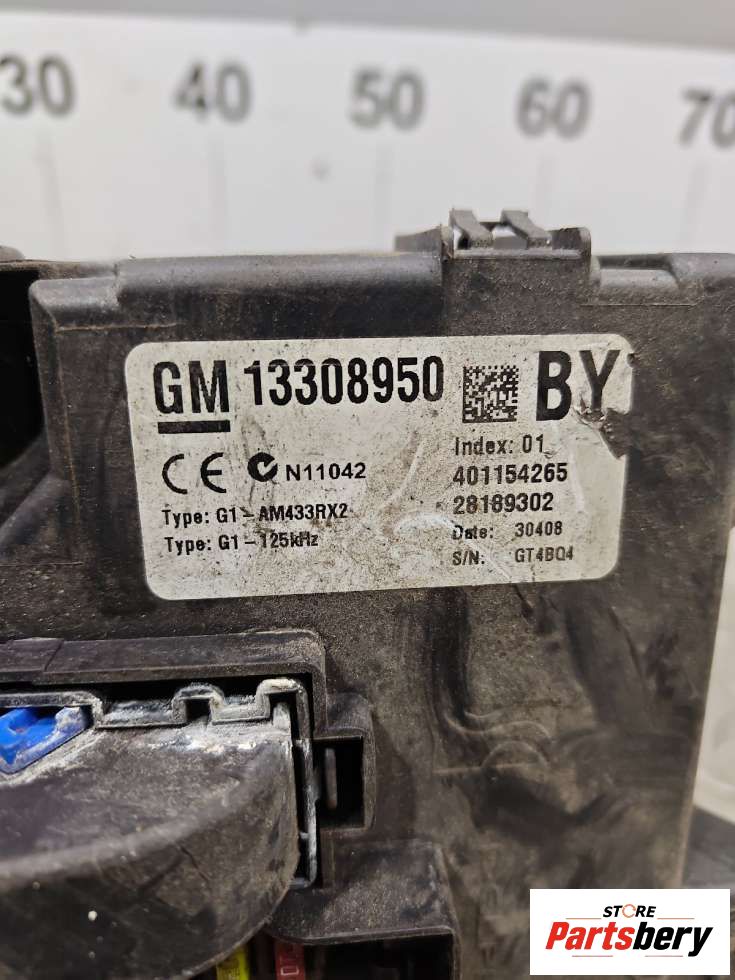 30 40 50 60 70
GM 13308950 BY
Index: 01
CE N11042
401154265
28189302
Type: G1-AM433RX2
Type: G1-125kHz
Date: 30408
S/N: GT4BQ4
STORE
Partsbery